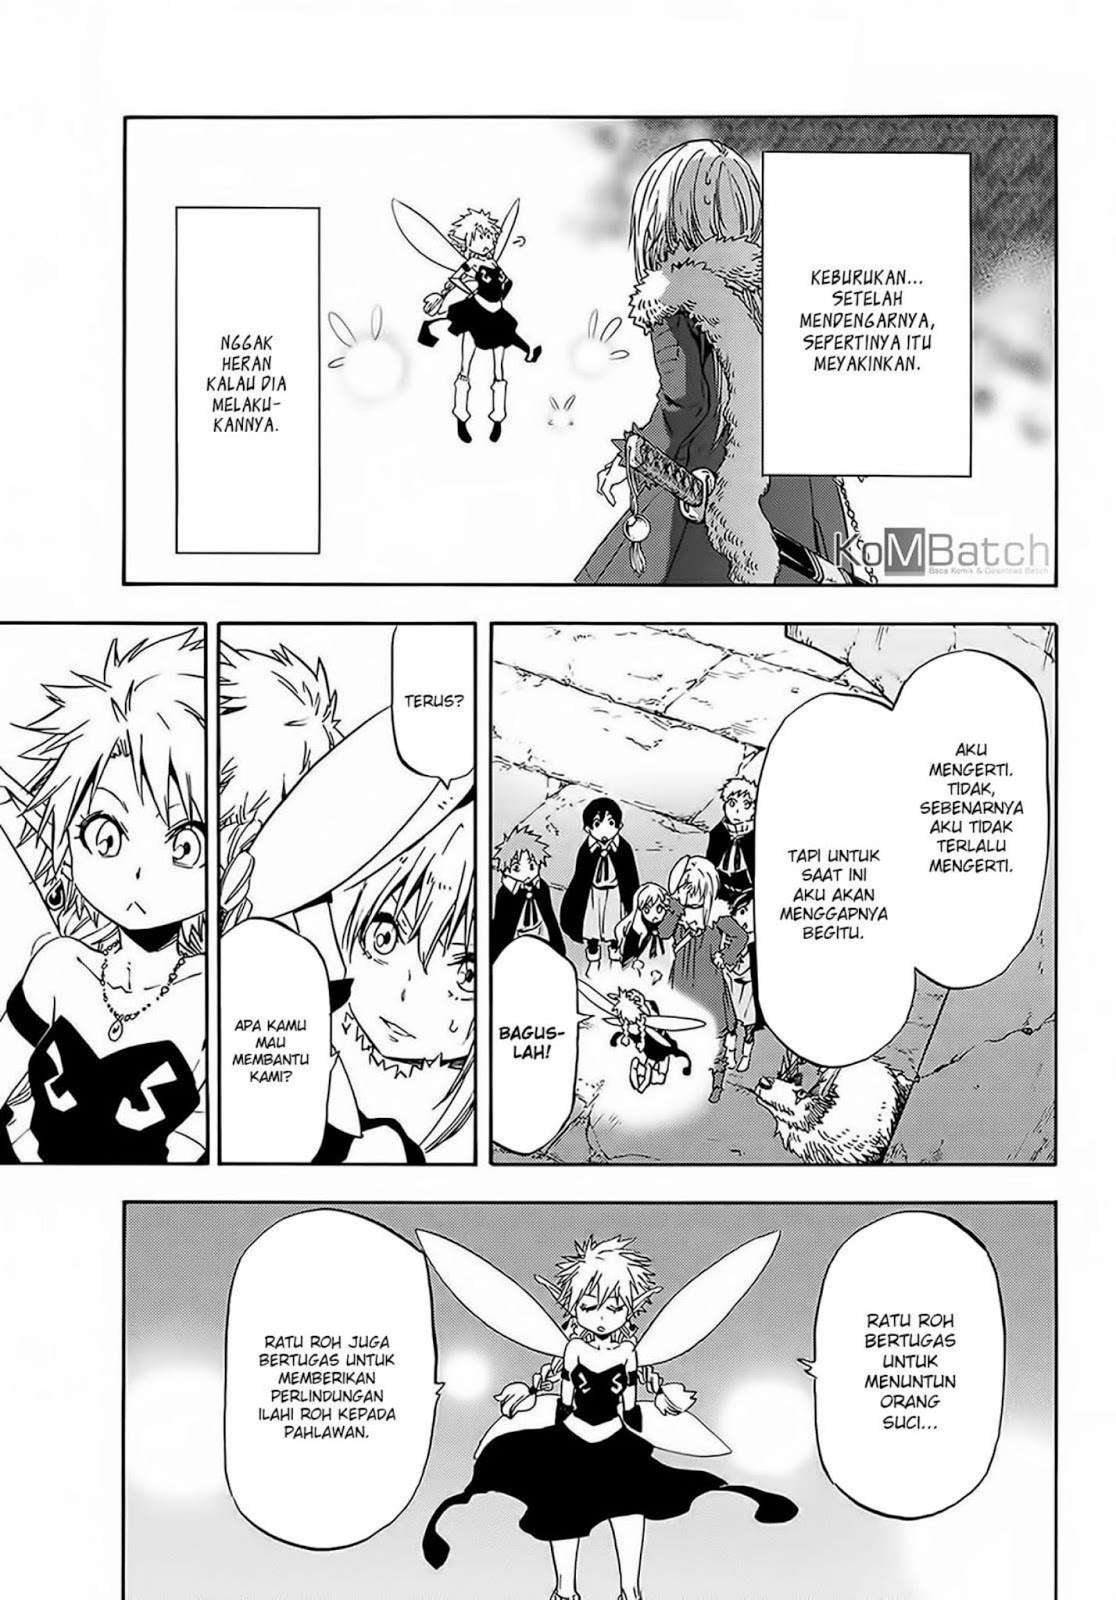 KEBURUKAN...
SETELAH
MENDENGARNYA,
SEPERTINYA ITU
MEYAKINKAN.
NGGAK
HERAN
KALAU DIA
MELAKU-
KANNYA.
KoMBatch
Baca Komik & Download Batch
AKU
MENGERTI.
TIDAK,
SEBENARNYA
AKU TIDAK
TERLALU
MENGERTI.
TAPI UNTUK
SAAT INI
AKU AKAN
MENGGAPNYA
BEGITU.
BAGUS-
LAH!
TERUS?
APA KAMU
MAU
MEMBANTU
KAMI?
RATU ROH
BERTUGAS
UNTUK
MENUNTUN
ORANG
SUCI...
RATU ROH JUGA
BERTUGAS UNTUK
MEMBERIKAN
PERLINDUNGAN
ILAHI ROH KEPADA
PAHLAWAN.